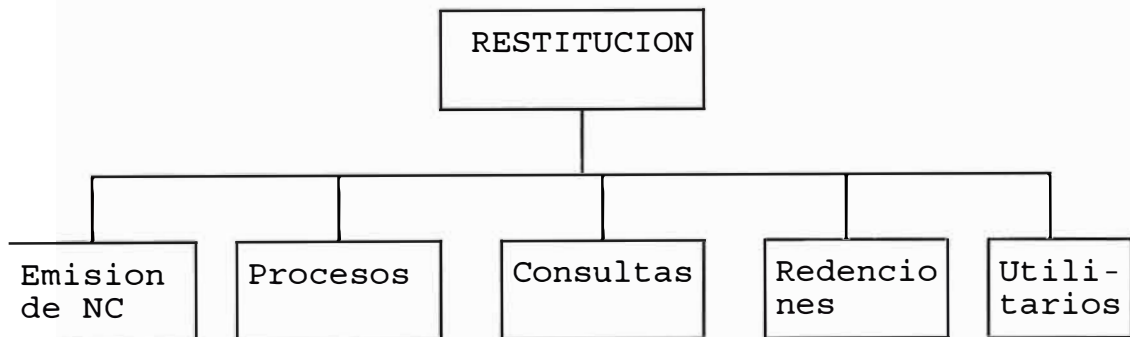 RESTITUCION
Emision
de NC
Procesos
Consultas
Redencio
nes
Utili-
tarios